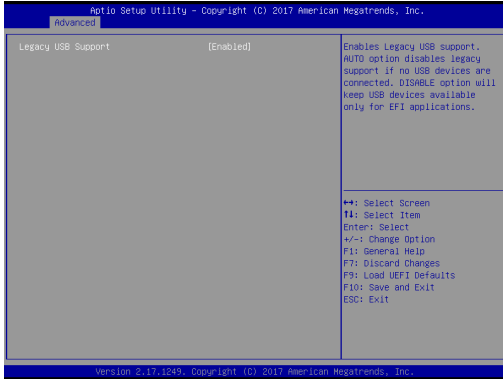 Aptio Setup Utility – Copyright (C) 2017 American Megatrends, Inc.
Advanced
Legacy USB Support [Enabled]
Enables Legacy USB support.
AUTO option disables legacy
support if no USB devices are
connected. DISABLE option will
keep USB devices available
only for EFI applications.
↔: Select Screen
↑↓: Select Item
Enter: Select
+/-: Change Option
F1: General Help
F7: Discard Changes
F9: Load UEFI Defaults
F10: Save and Exit
ESC: Exit
Version 2.17.1249. Copyright (C) 2017 American Megatrends, Inc.